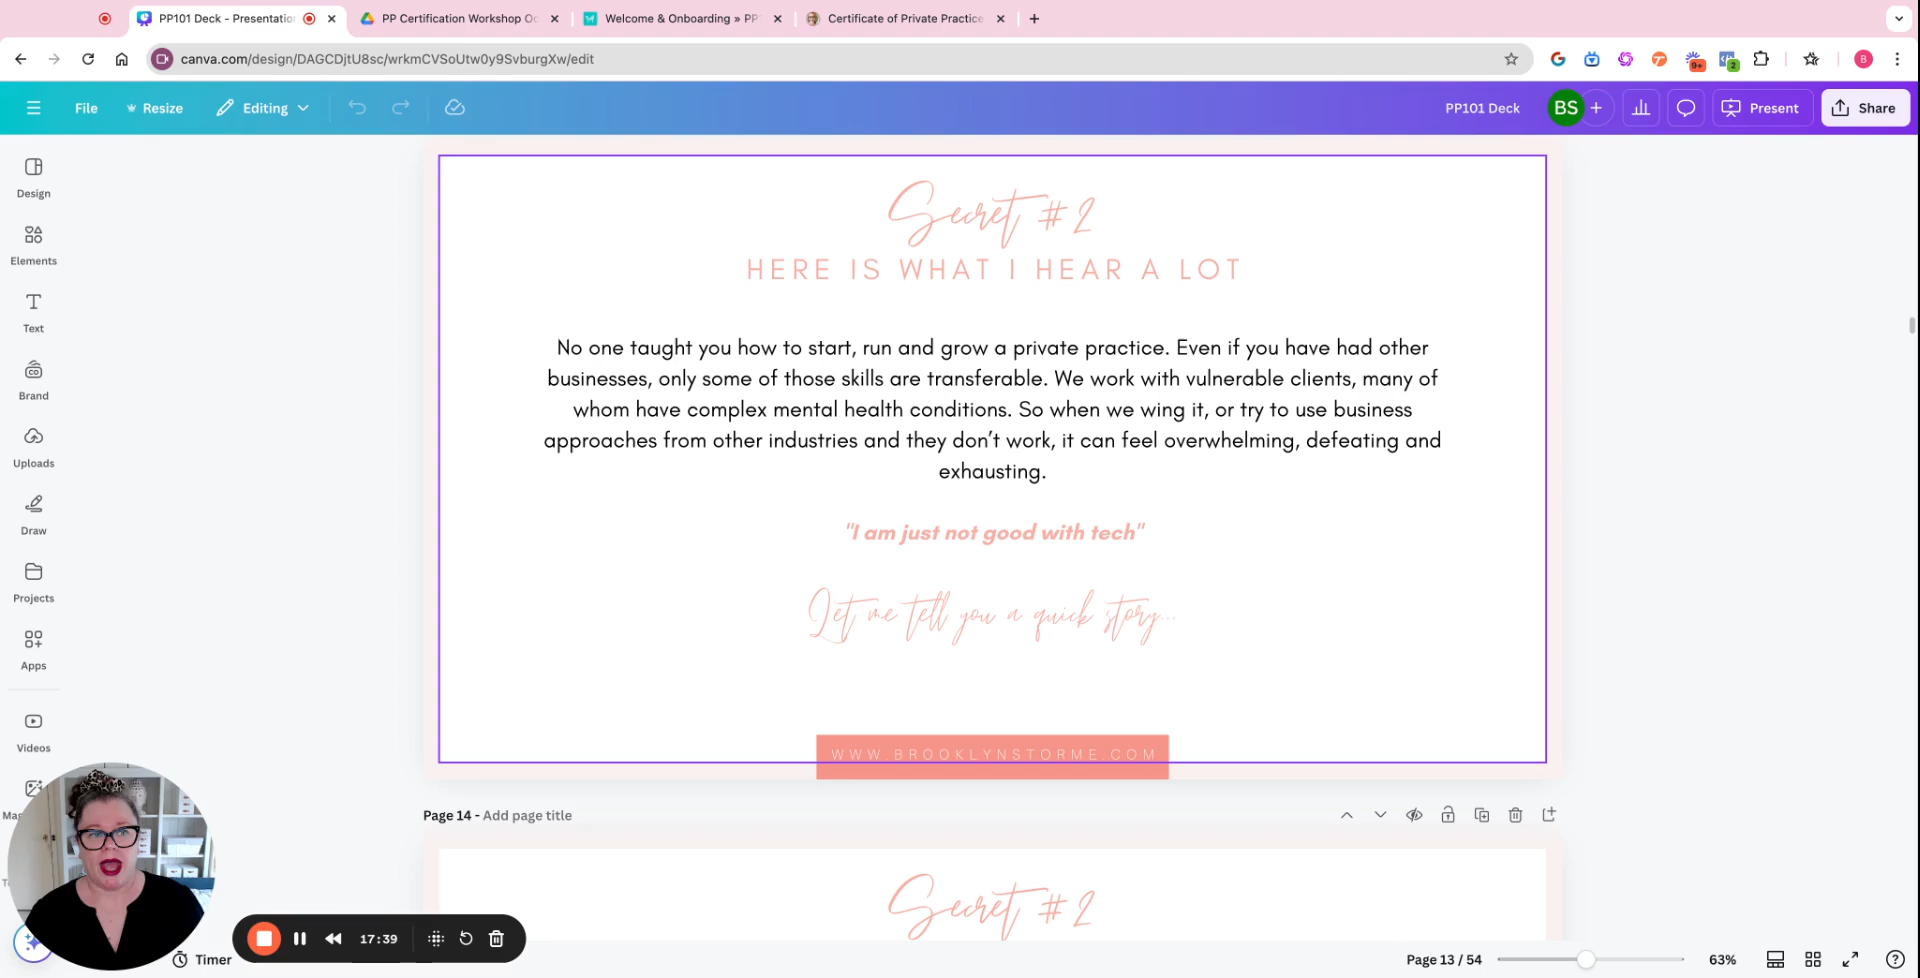 PP101 Deck - Presentation
PP Certification Workshop Oc
Welcome & Onboarding » PP
Certificate of Private Practice
canva.com/design/DAGCDjtU8sc/wrkmCVSoUtw0y9SvburgXw/edit
9+
2
B
File
Resize
Editing
PP101 Deck
BS
Present
Share
Design
Elements
Text
Brand
Uploads
Draw
Projects
Apps
Videos
Secret #2
HERE IS WHAT I HEAR A LOT
No one taught you how to start, run and grow a private practice. Even if you have had other
businesses, only some of those skills are transferable. We work with vulnerable clients, many of
whom have complex mental health conditions. So when we wing it, or try to use business
approaches from other industries and they don't work, it can feel overwhelming, defeating and
exhausting.
"I am just not good with tech"
Let me tell you a quick story...
WWW.BROOKLYNSTORME.COM
Page 14 - Add page title
Secret #2
17:39
Timer
Page 13 / 54
63%